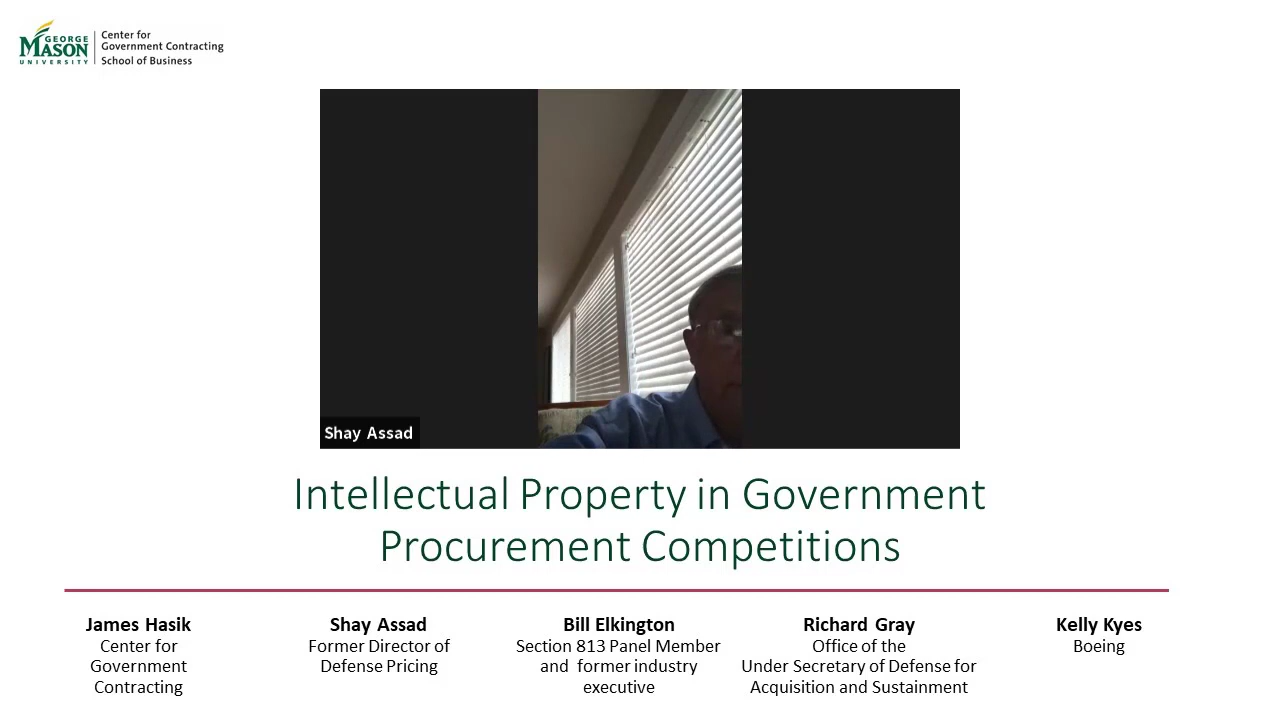 GEORGE
MASON
UNIVERSITY
Center for
Government Contracting
School of Business
Shay Assad
Intellectual Property in Government
Procurement Competitions
James Hasik
Center for
Government
Contracting
Shay Assad
Former Director of
Defense Pricing
Bill Elkington
Section 813 Panel Member
and former industry
executive
Richard Gray
Office of the
Under Secretary of Defense for
Acquisition and Sustainment
Kelly Kyes
Boeing